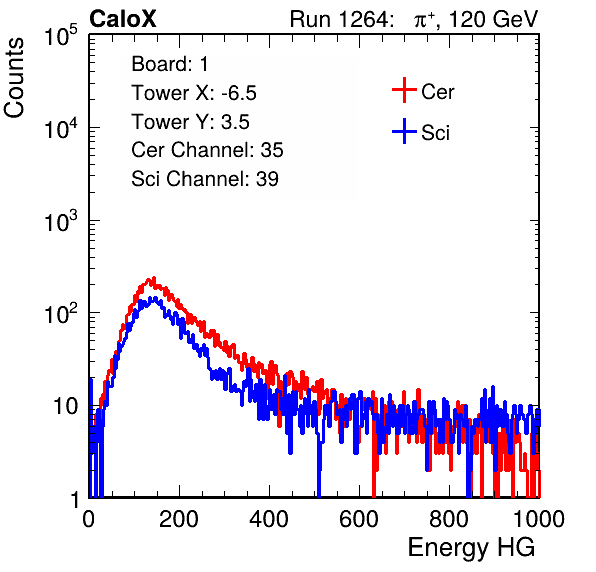 CaloX Run 1264: π⁺, 120 GeV
Counts
10⁵
10⁴
10³
10²
10
1
Board: 1
Tower X: -6.5
Tower Y: 3.5
Cer Channel: 35
Sci Channel: 39
Cer
Sci
0 200 400 600 800 1000
Energy HG